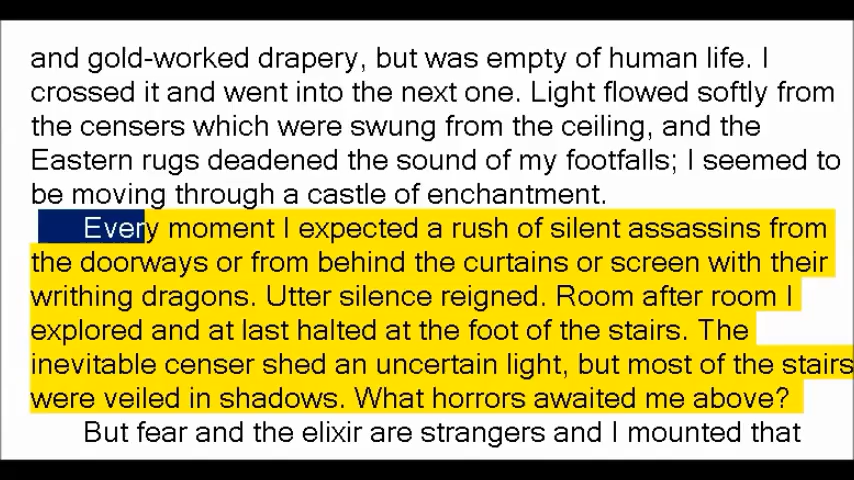 and gold-worked drapery, but was empty of human life. I
crossed it and went into the next one. Light flowed softly from
the censers which were swung from the ceiling, and the
Eastern rugs deadened the sound of my footfalls; I seemed to
be moving through a castle of enchantment.
Every moment I expected a rush of silent assassins from
the doorways or from behind the curtains or screen with their
writhing dragons. Utter silence reigned. Room after room I
explored and at last halted at the foot of the stairs. The
inevitable censer shed an uncertain light, but most of the stairs
were veiled in shadows. What horrors awaited me above?
But fear and the elixir are strangers and I mounted that